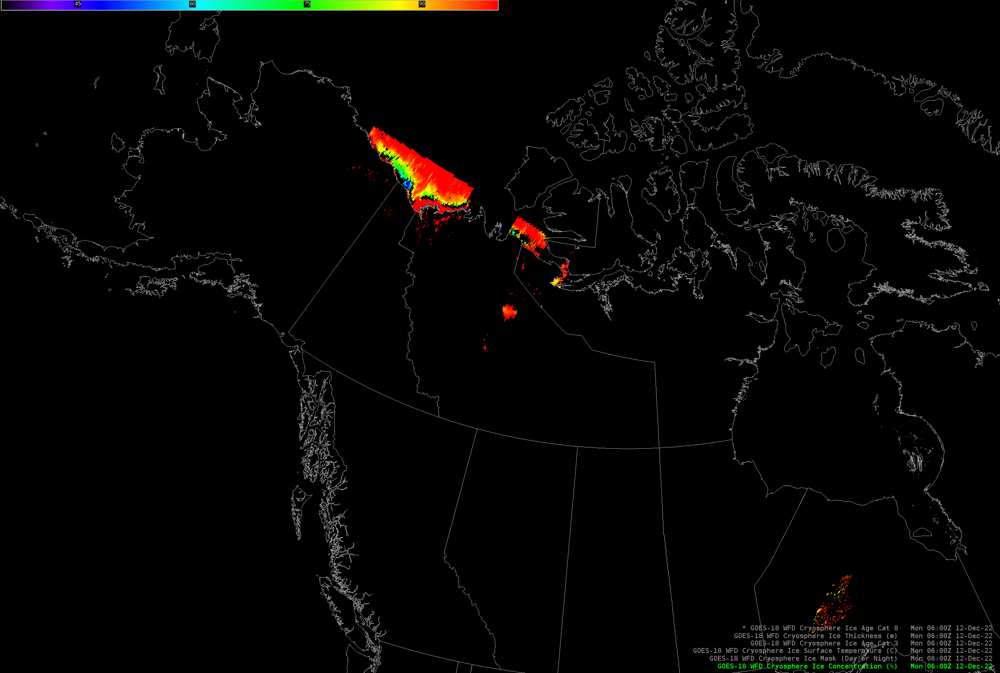 45 60 75 90
* GOES-18 WFD Cryosphere Ice Age Cat 8 Mon 06:00Z 12-Dec-22
GOES-18 WFD Cryosphere Ice Thickness (m) Mon 06:00Z 12-Dec-22
GOES-18 WFD Cryosphere Ice Age Cat 3 Mon 06:00Z 12-Dec-22
GOES-18 WFD Cryosphere Ice Surface Temperature (C) Mon 06:00Z 12-Dec-22
GOES-18 WFD Cryosphere Ice Mask (Day or Night) Mon 06:00Z 12-Dec-22
GOES-18 WFD Cryosphere Ice Concentration (%) Mon 06:00Z 12-Dec-22